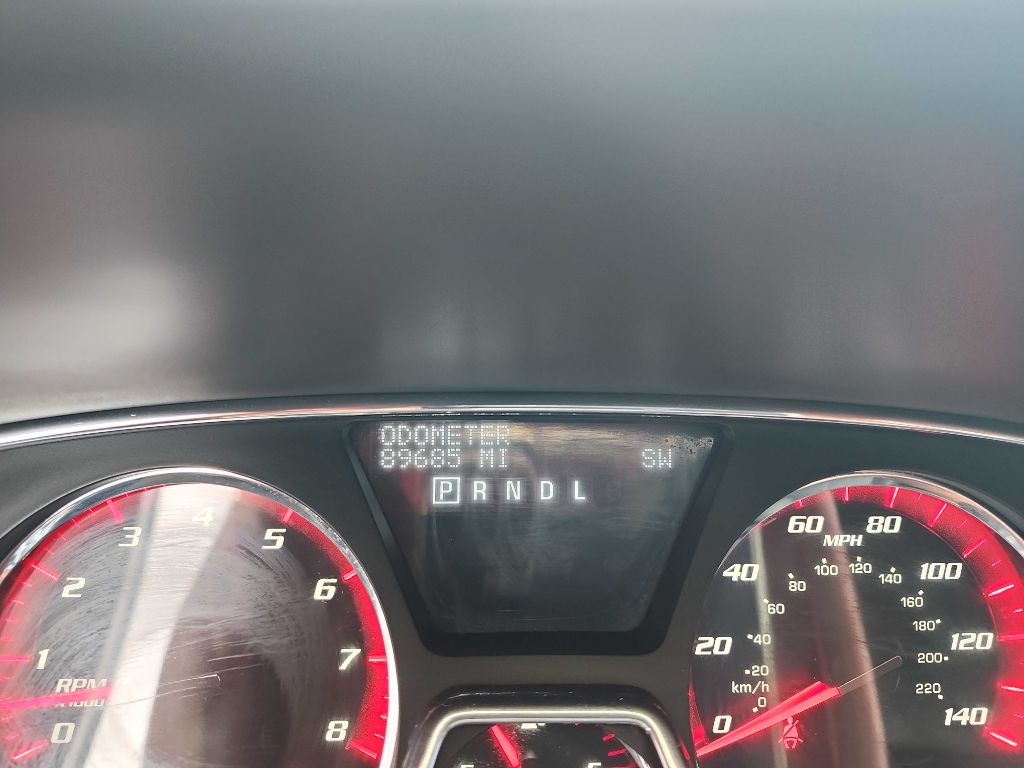 ODOMETER
89685 MI SW
P R N D L
0 1 2 3 4 5 6 7 8
RPM
x1000
0 20 40 60 80 100 120 140
MPH
0 20 40 60 80 100 120 140 160 180 200 220
km/h